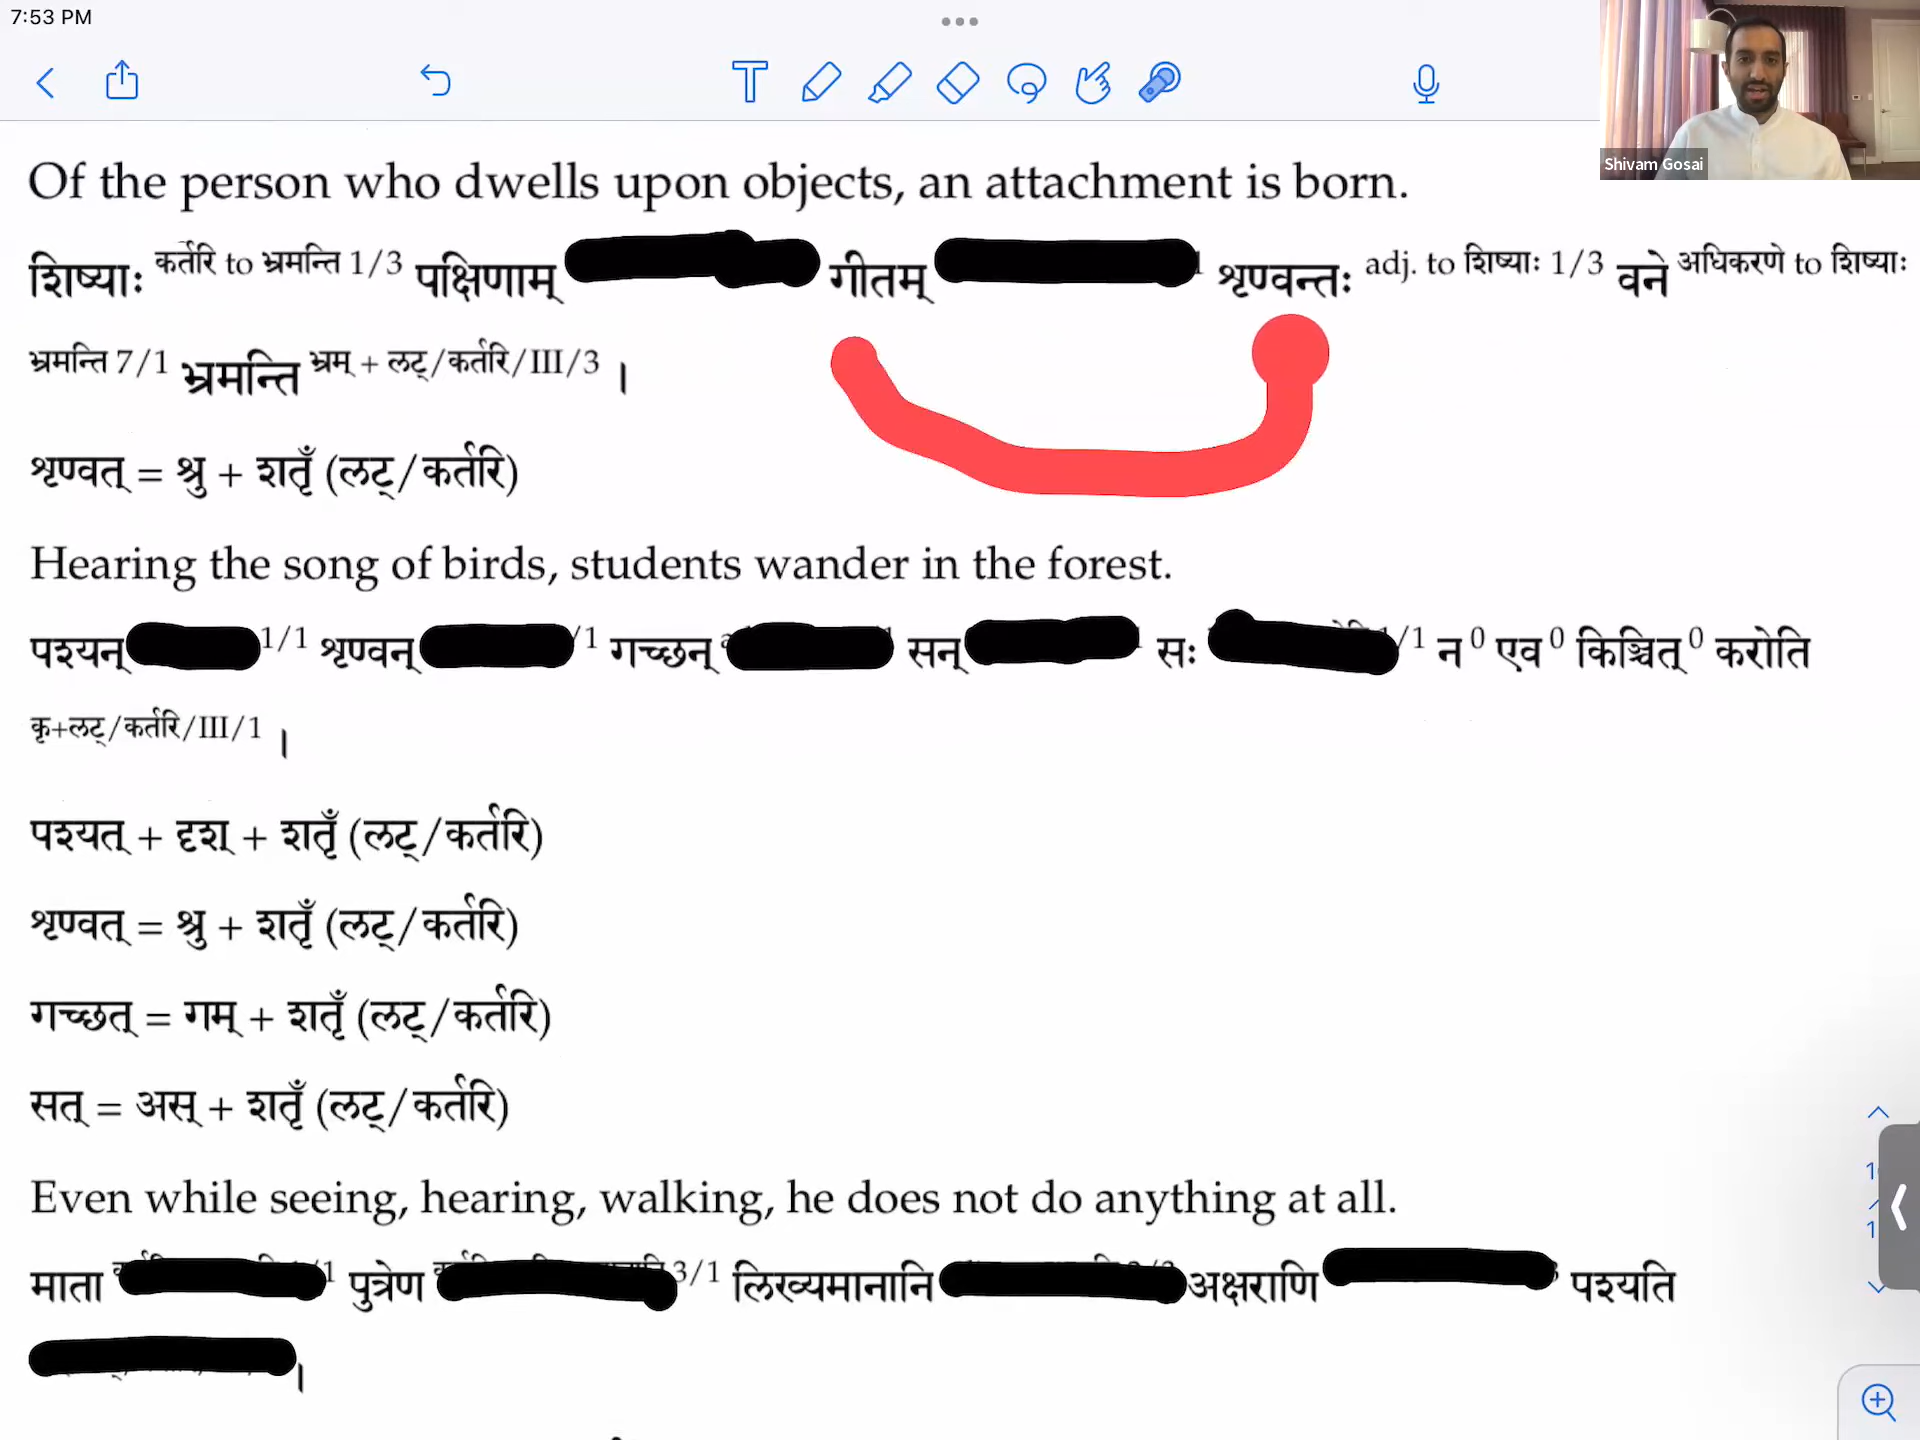 7:53 PM
Shivam Gosai
Of the person who dwells upon objects, an attachment is born.
शिष्याः कर्तरि to भ्रमन्ति 1/3 पक्षिणाम् गीतम् शृण्वन्तः adj. to शिष्याः 1/3 वने अधिकरणे to शिष्याः
भ्रमन्ति 7/1 भ्रमन्ति भ्रम् + लट्/कर्तरि/III/3 ।
शृण्वत् = श्रु + शतृँ (लट्/कर्तरि)
Hearing the song of birds, students wander in the forest.
पश्यन् 1/1 शृण्वन् /1 गच्छन् सन् सः /1 न 0 एव 0 किञ्चित् 0 करोति
कृ+लट्/कर्तरि/III/1 ।
पश्यत् + दृश् + शतृँ (लट्/कर्तरि)
शृण्वत् = श्रु + शतृँ (लट्/कर्तरि)
गच्छत् = गम् + शतृँ (लट्/कर्तरि)
सत् = अस् + शतृँ (लट्/कर्तरि)
Even while seeing, hearing, walking, he does not do anything at all.
माता पुत्रेण 3/1 लिख्यमानानि अक्षराणि पश्यति
।